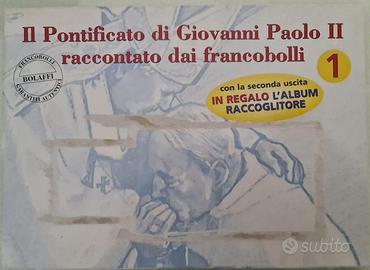 Il Pontificato di Giovanni Paolo II
raccontato dai francobolli
1
FRANCOBOLLI
BOLAFFI
GARANTITI AUTENTICI
con la seconda uscita
IN REGALO L'ALBUM
RACCOGLITORE
subito